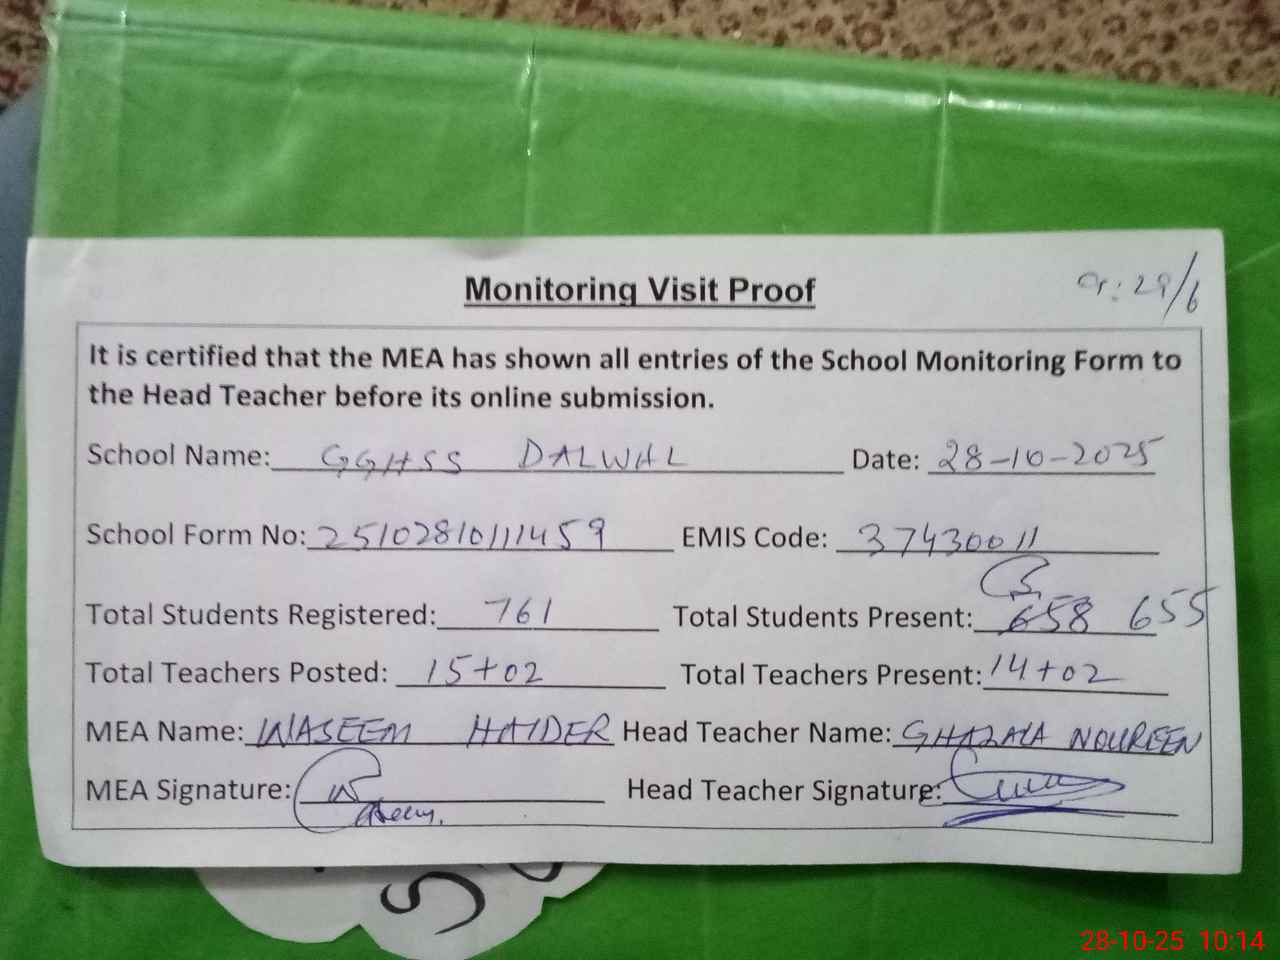 Monitoring Visit Proof
29/6
It is certified that the MEA has shown all entries of the School Monitoring Form to
the Head Teacher before its online submission.
School Name: GGHSS DALWAL Date: 28-10-2025
School Form No: 25102810111459 EMIS Code: 37430011
Total Students Registered: 761 Total Students Present: 658 655
Total Teachers Posted: 15+02 Total Teachers Present: 14+02
MEA Name: WASEEM HAIDER Head Teacher Name: GHAZALA NOUREEN
MEA Signature: Head Teacher Signature:
28-10-25 10:14